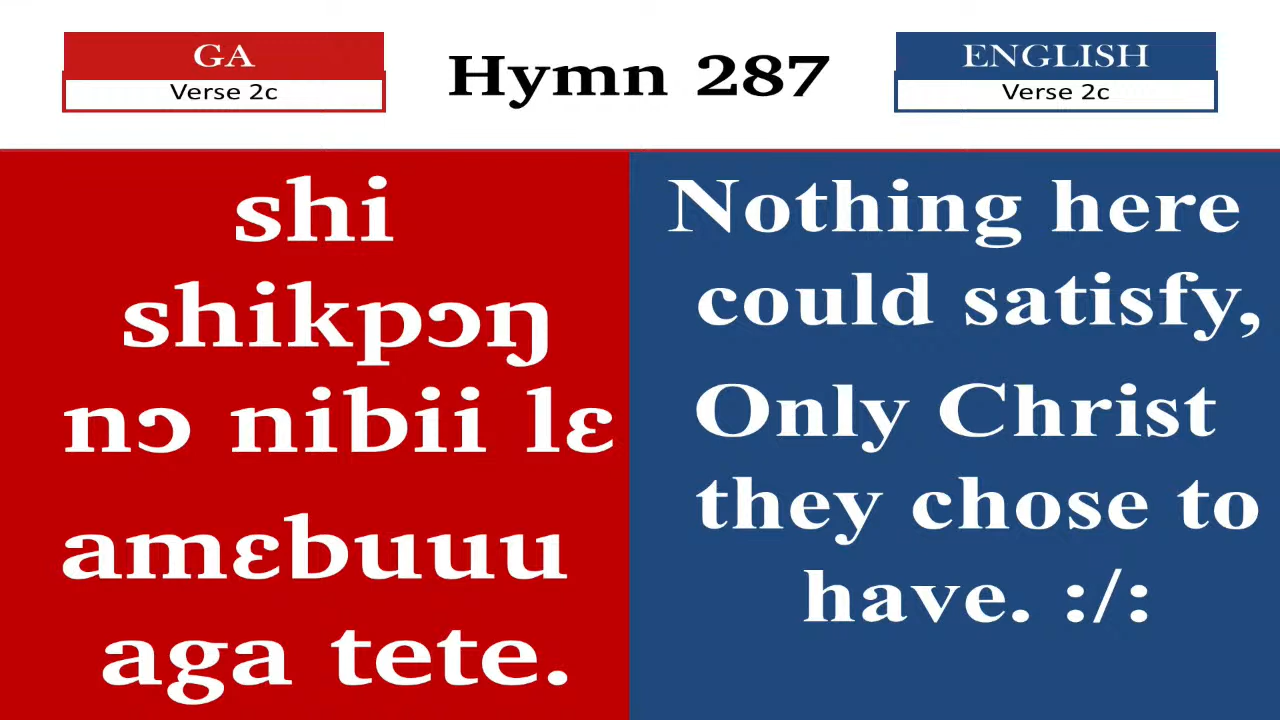 GA
Verse 2c
Hymn 287
ENGLISH
Verse 2c
shi
shikpɔŋ
nɔ nibii lɛ
amɛbuuu
aga tete.
Nothing here
could satisfy,
Only Christ
they chose to
have. :/: